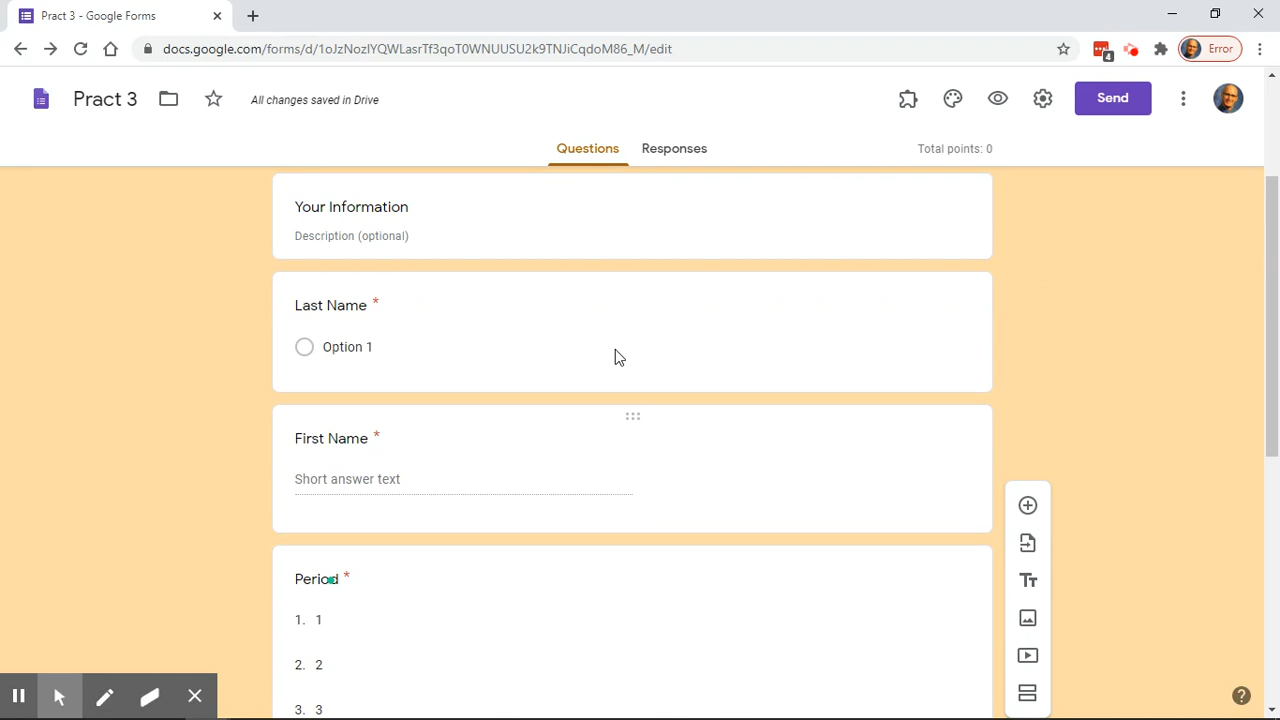 Pract 3 - Google Forms
docs.google.com/forms/d/1oJzNozlYQWLasrTf3qoT0WNUUSU2k9TNJiCqdoM86_M/edit
4
Error
Pract 3
All changes saved in Drive
Send
Questions
Responses
Total points: 0
Your Information
Description (optional)
Last Name *
Option 1
First Name *
Short answer text
Period *
1. 1
2. 2
3. 3
Tт